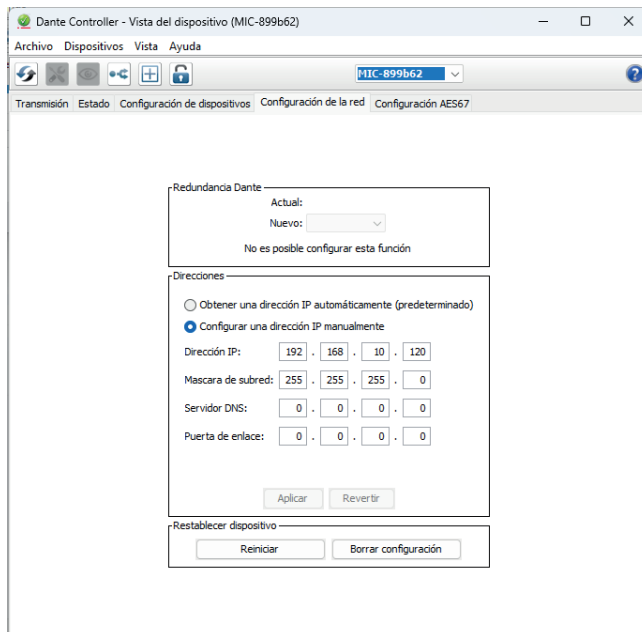 Dante Controller - Vista del dispositivo (MIC-899b62)
Archivo Dispositivos Vista Ayuda
MIC-899b62
?
Transmisión Estado Configuración de dispositivos Configuración de la red Configuración AES67
Redundancia Dante
Actual:
Nuevo:
No es posible configurar esta función
Direcciones
Obtener una dirección IP automáticamente (predeterminado)
Configurar una dirección IP manualmente
Dirección IP: 192 . 168 . 10 . 120
Mascara de subred: 255 . 255 . 255 . 0
Servidor DNS: 0 . 0 . 0 . 0
Puerta de enlace: 0 . 0 . 0 . 0
Aplicar Revertir
Restablecer dispositivo
Reiniciar Borrar configuración